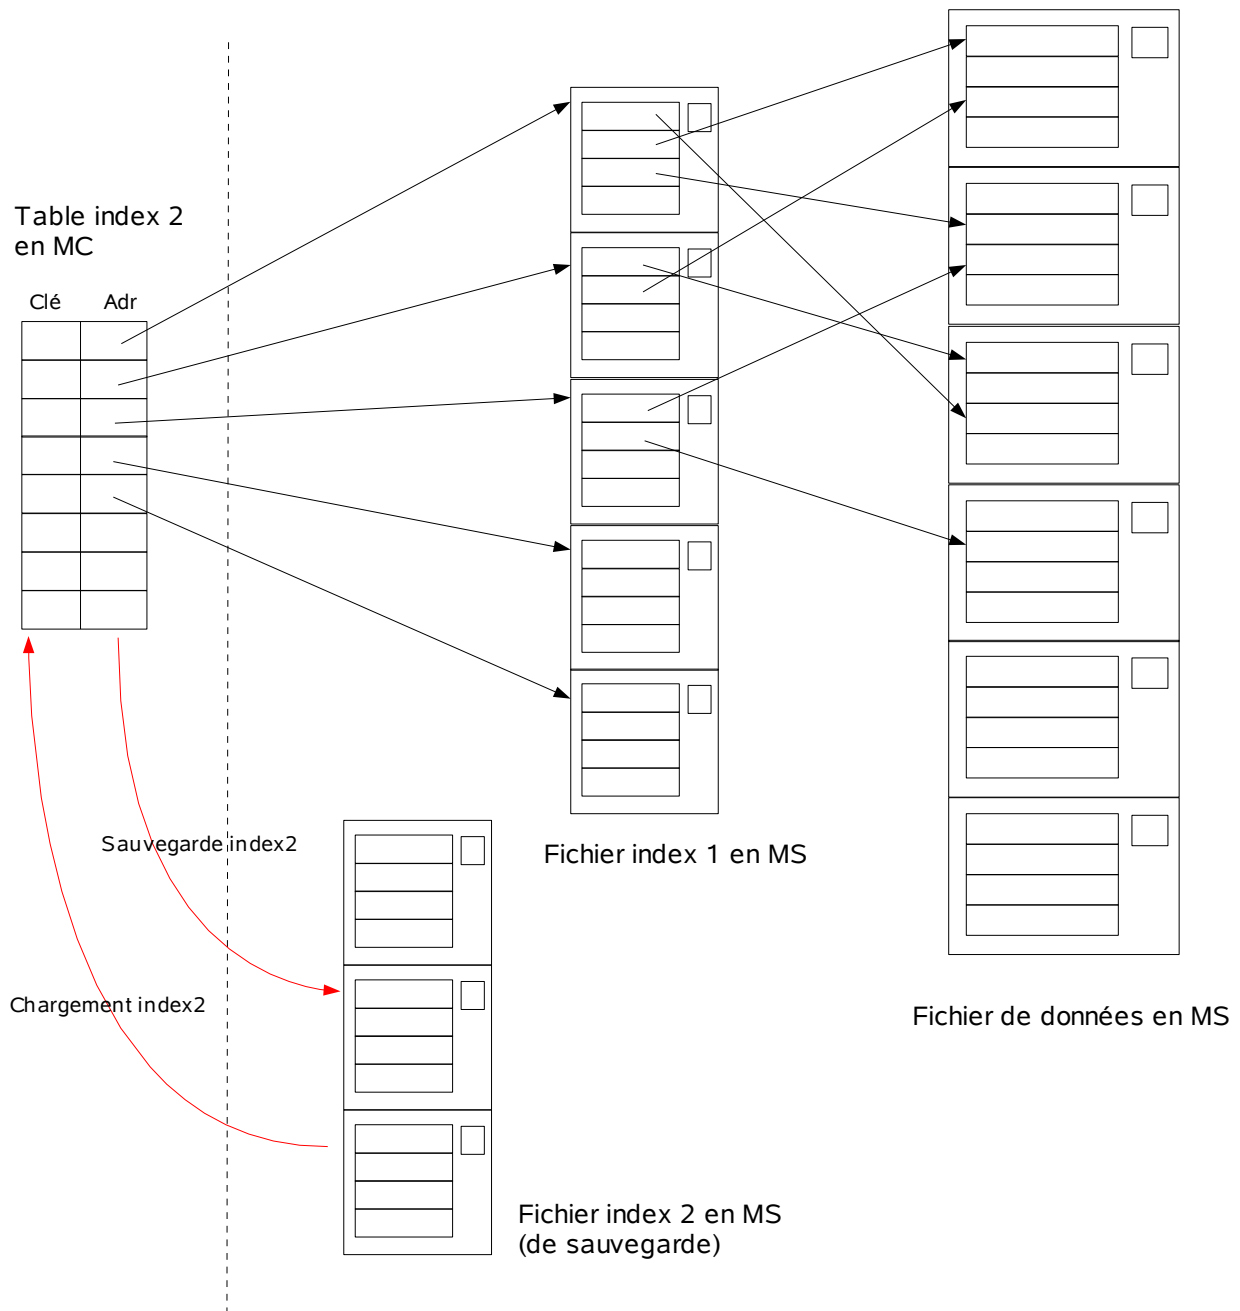 Table index 2
en MC
Clé Adr
Sauvegarde index2
Fichier index 1 en MS
Chargement index2
Fichier de données en MS
Fichier index 2 en MS
(de sauvegarde)